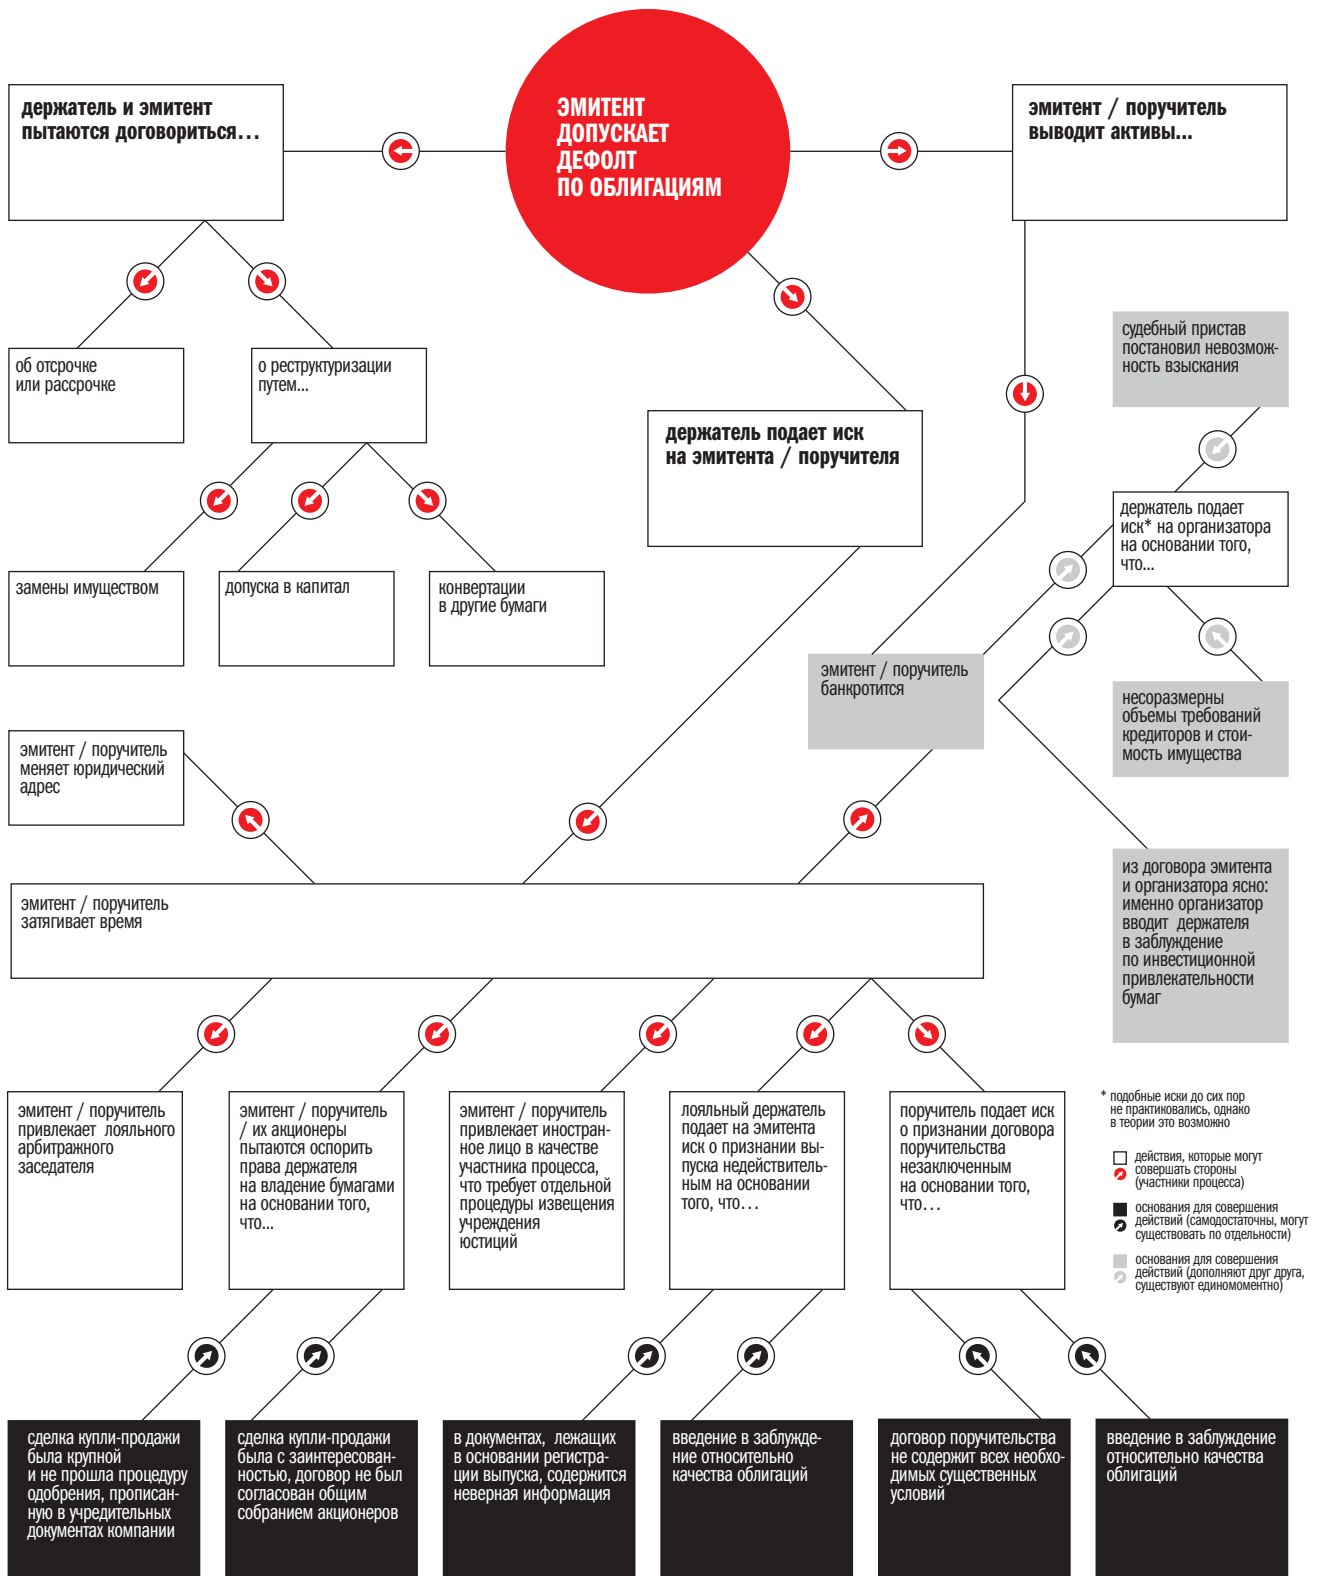 держатель и эмитент
пытаются договориться...
ЭМИТЕНТ
ДОПУСКАЕТ
ДЕФОЛТ
ПО ОБЛИГАЦИЯМ
эмитент / поручитель
выводит активы...
об отсрочке
или рассрочке
о реструктуризации
путем...
судебный пристав
постановил невозмож-
ность взыскания
держатель подает иск
на эмитента / поручителя
держатель подает
иск* на организатора
на основании того,
что...
замены имуществом
допуска в капитал
конвертации
в другие бумаги
эмитент / поручитель
банкротится
несоразмерны
объемы требований
кредиторов и стои-
мость имущества
эмитент / поручитель
меняет юридический
адрес
эмитент / поручитель
затягивает время
из договора эмитента
и организатора ясно:
именно организатор
вводит держателя
в заблуждение
по инвестиционной
привлекательности
бумаг
эмитент / поручитель
привлекает лояльного
арбитражного
заседателя
эмитент / поручитель
/ их акционеры
пытаются оспорить
права держателя
на владение бумагами
на основании того,
что...
эмитент / поручитель
привлекает иностран-
ное лицо в качестве
участника процесса,
что требует отдельной
процедуры извещения
учреждения
юстиций
лояльный держатель
подает на эмитента
иск о признании вы-
пуска недействитель-
ным на основании
того, что...
поручитель подает иск
о признании договора
поручительства
незаключенным
на основании того,
что...
* подобные иски до сих пор
не практиковались, однако
в теории это возможно
действия, которые могут
совершать стороны
(участники процесса)
основания для совершения
действий (самодостаточны, могут
существовать по отдельности)
основания для совершения
действий (дополняют друг друга,
существуют единомоментно)
сделка купли-продажи
была крупной
и не прошла процедуру
одобрения, прописан-
ную в учредительных
документах компании
сделка купли-продажи
была с заинтересован-
ностью, договор не был
согласован общим
собранием акционеров
в документах, лежащих
в основании регистра-
ции выпуска, содержится
неверная информация
введение в заблужде-
ние относительно
качества облигаций
договор поручительства
не содержит всех необхо-
димых существенных
условий
введение в заблуждение
относительно качества
облигаций